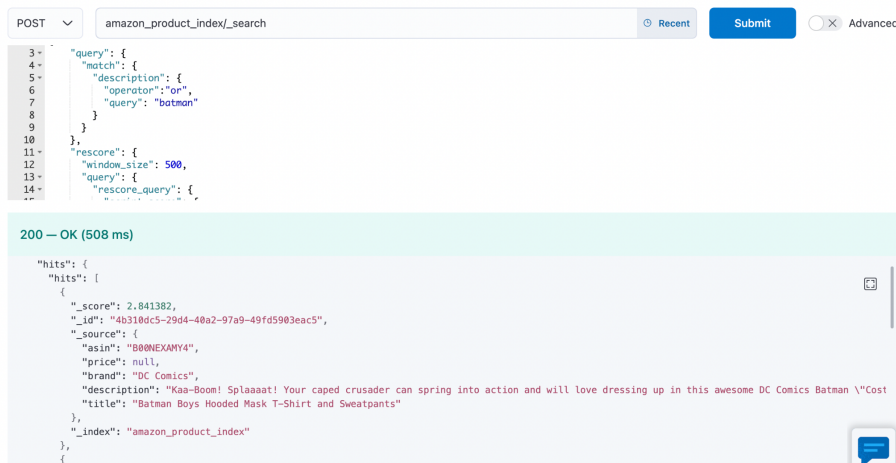 POST amazon_product_index/_search Recent Submit Advanced
3 "query": {
4 "match": {
5 "description": {
6 "operator":"or",
7 "query": "batman"
8 }
9 }
10 },
11 "rescore": {
12 "window_size": 500,
13 "query": {
14 "rescore_query": {
200 — OK (508 ms)
"hits": {
"hits": [
{
"_score": 2.841382,
"_id": "4b310dc5-29d4-40a2-97a9-49fd5903eac5",
"_source": {
"asin": "B00NEXAMY4",
"price": null,
"brand": "DC Comics",
"description": "Kaa-Boom! Splaaaat! Your caped crusader can spring into action and will love dressing up in this awesome DC Comics Batman \"Cost
"title": "Batman Boys Hooded Mask T-Shirt and Sweatpants"
},
"_index": "amazon_product_index"
},
{